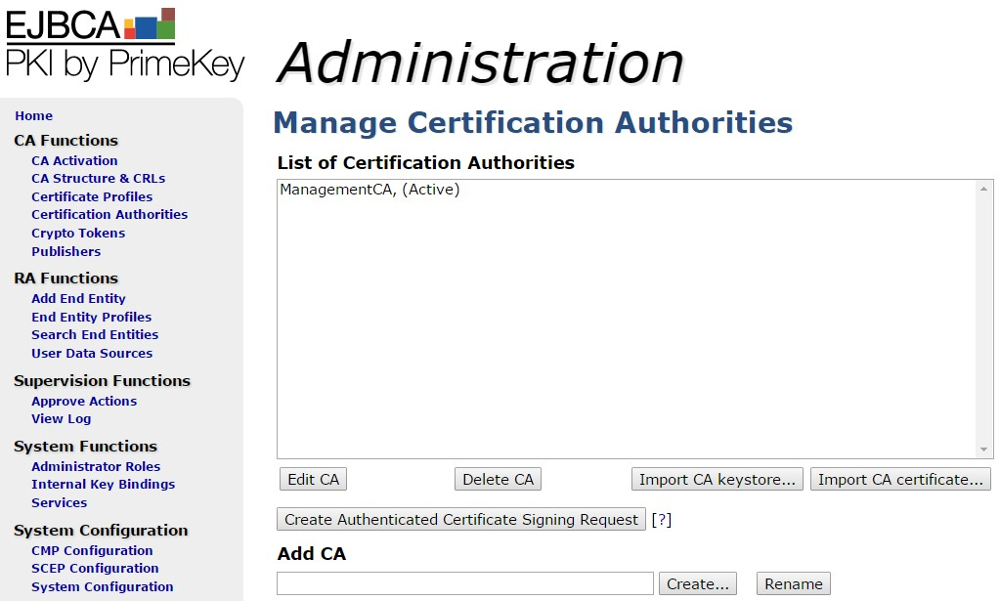 EJBCA
PKI by PrimeKey
Administration
Home
CA Functions
CA Activation
CA Structure & CRLs
Certificate Profiles
Certification Authorities
Crypto Tokens
Publishers
RA Functions
Add End Entity
End Entity Profiles
Search End Entities
User Data Sources
Supervision Functions
Approve Actions
View Log
System Functions
Administrator Roles
Internal Key Bindings
Services
System Configuration
CMP Configuration
SCEP Configuration
System Configuration
Manage Certification Authorities
List of Certification Authorities
ManagementCA, (Active)
Edit CA Delete CA Import CA keystore... Import CA certificate...
Create Authenticated Certificate Signing Request [?]
Add CA
Create... Rename